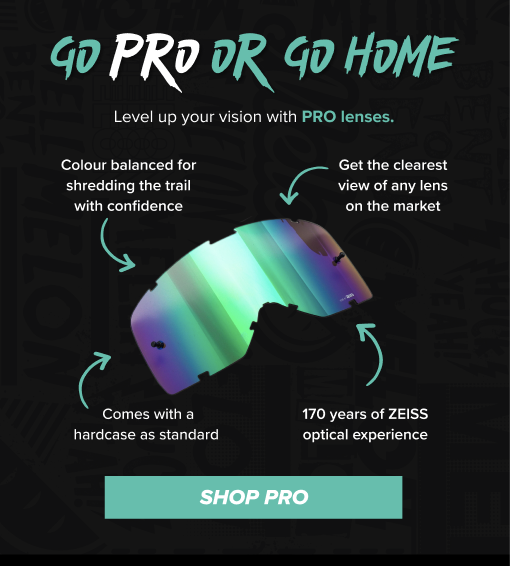 GO PRO OR GO HOME
Level up your vision with PRO lenses.
Colour balanced for
shredding the trail
with confidence
Get the clearest
view of any lens
on the market
Comes with a
hardcase as standard
170 years of ZEISS
optical experience
SHOP PRO